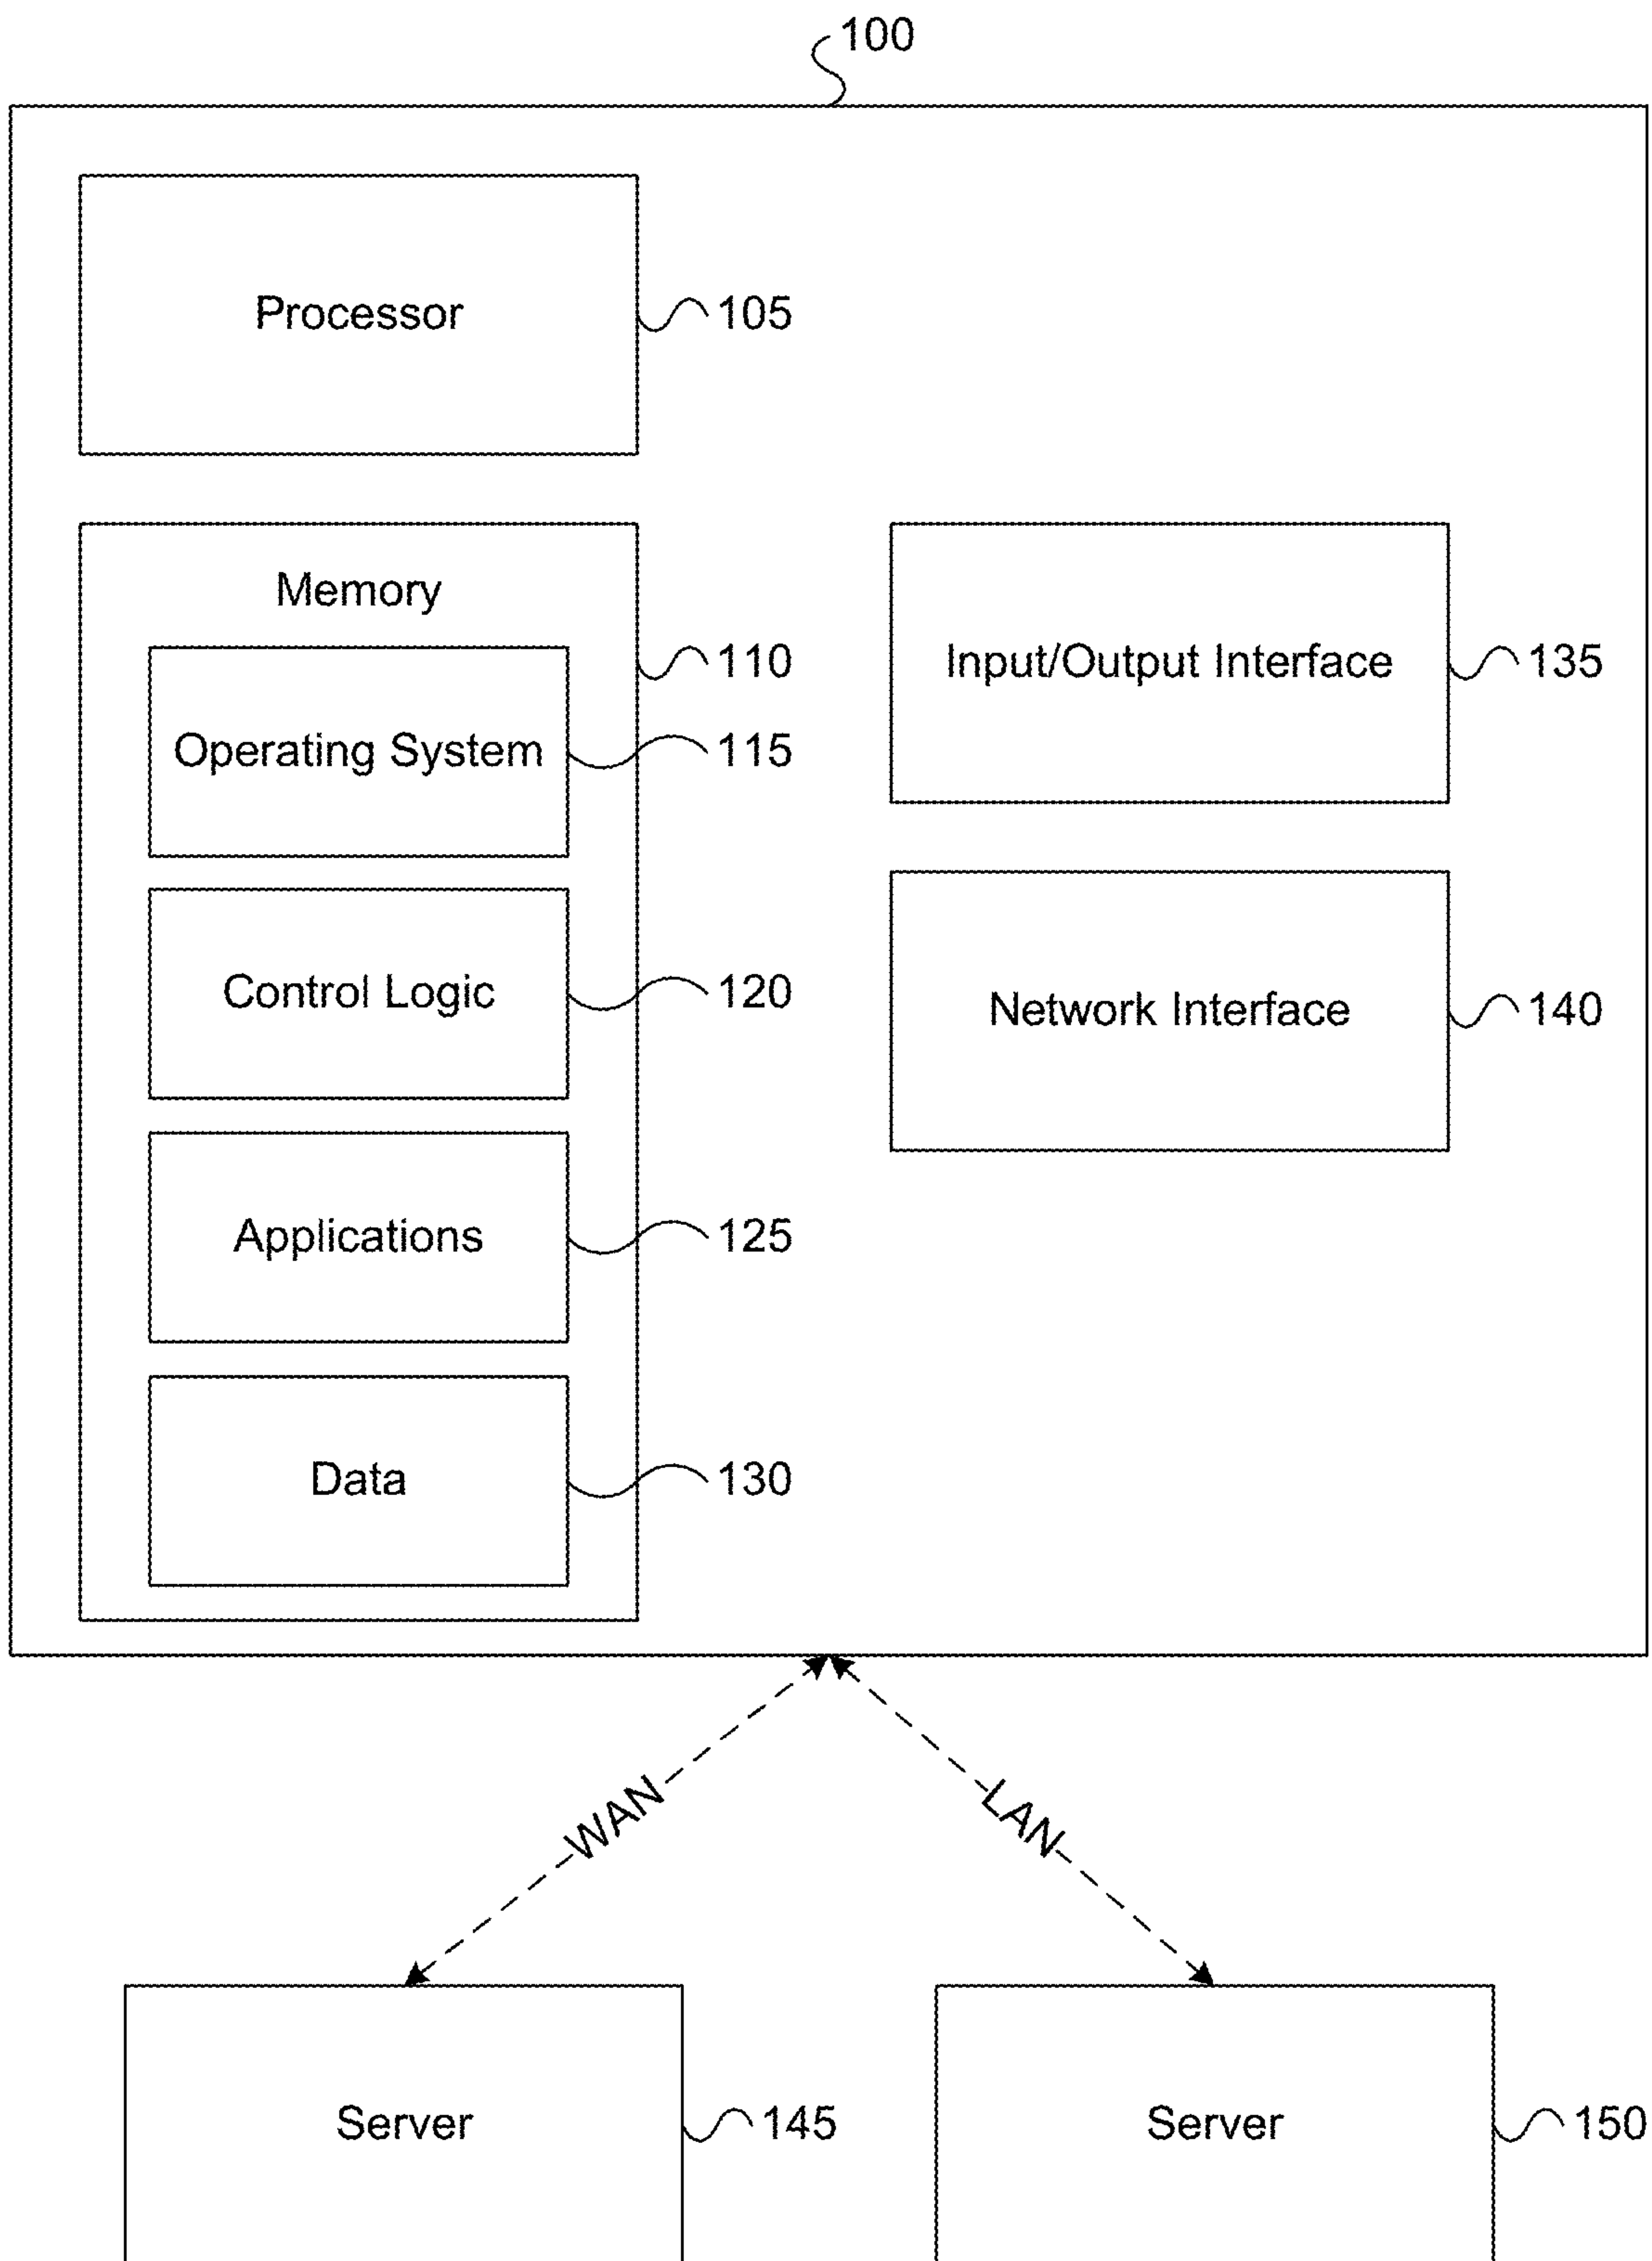 100
Processor
105
Memory
110
Operating System
115
Control Logic
120
Applications
125
Data
130
Input/Output Interface
135
Network Interface
140
WAN
LAN
Server
145
Server
150